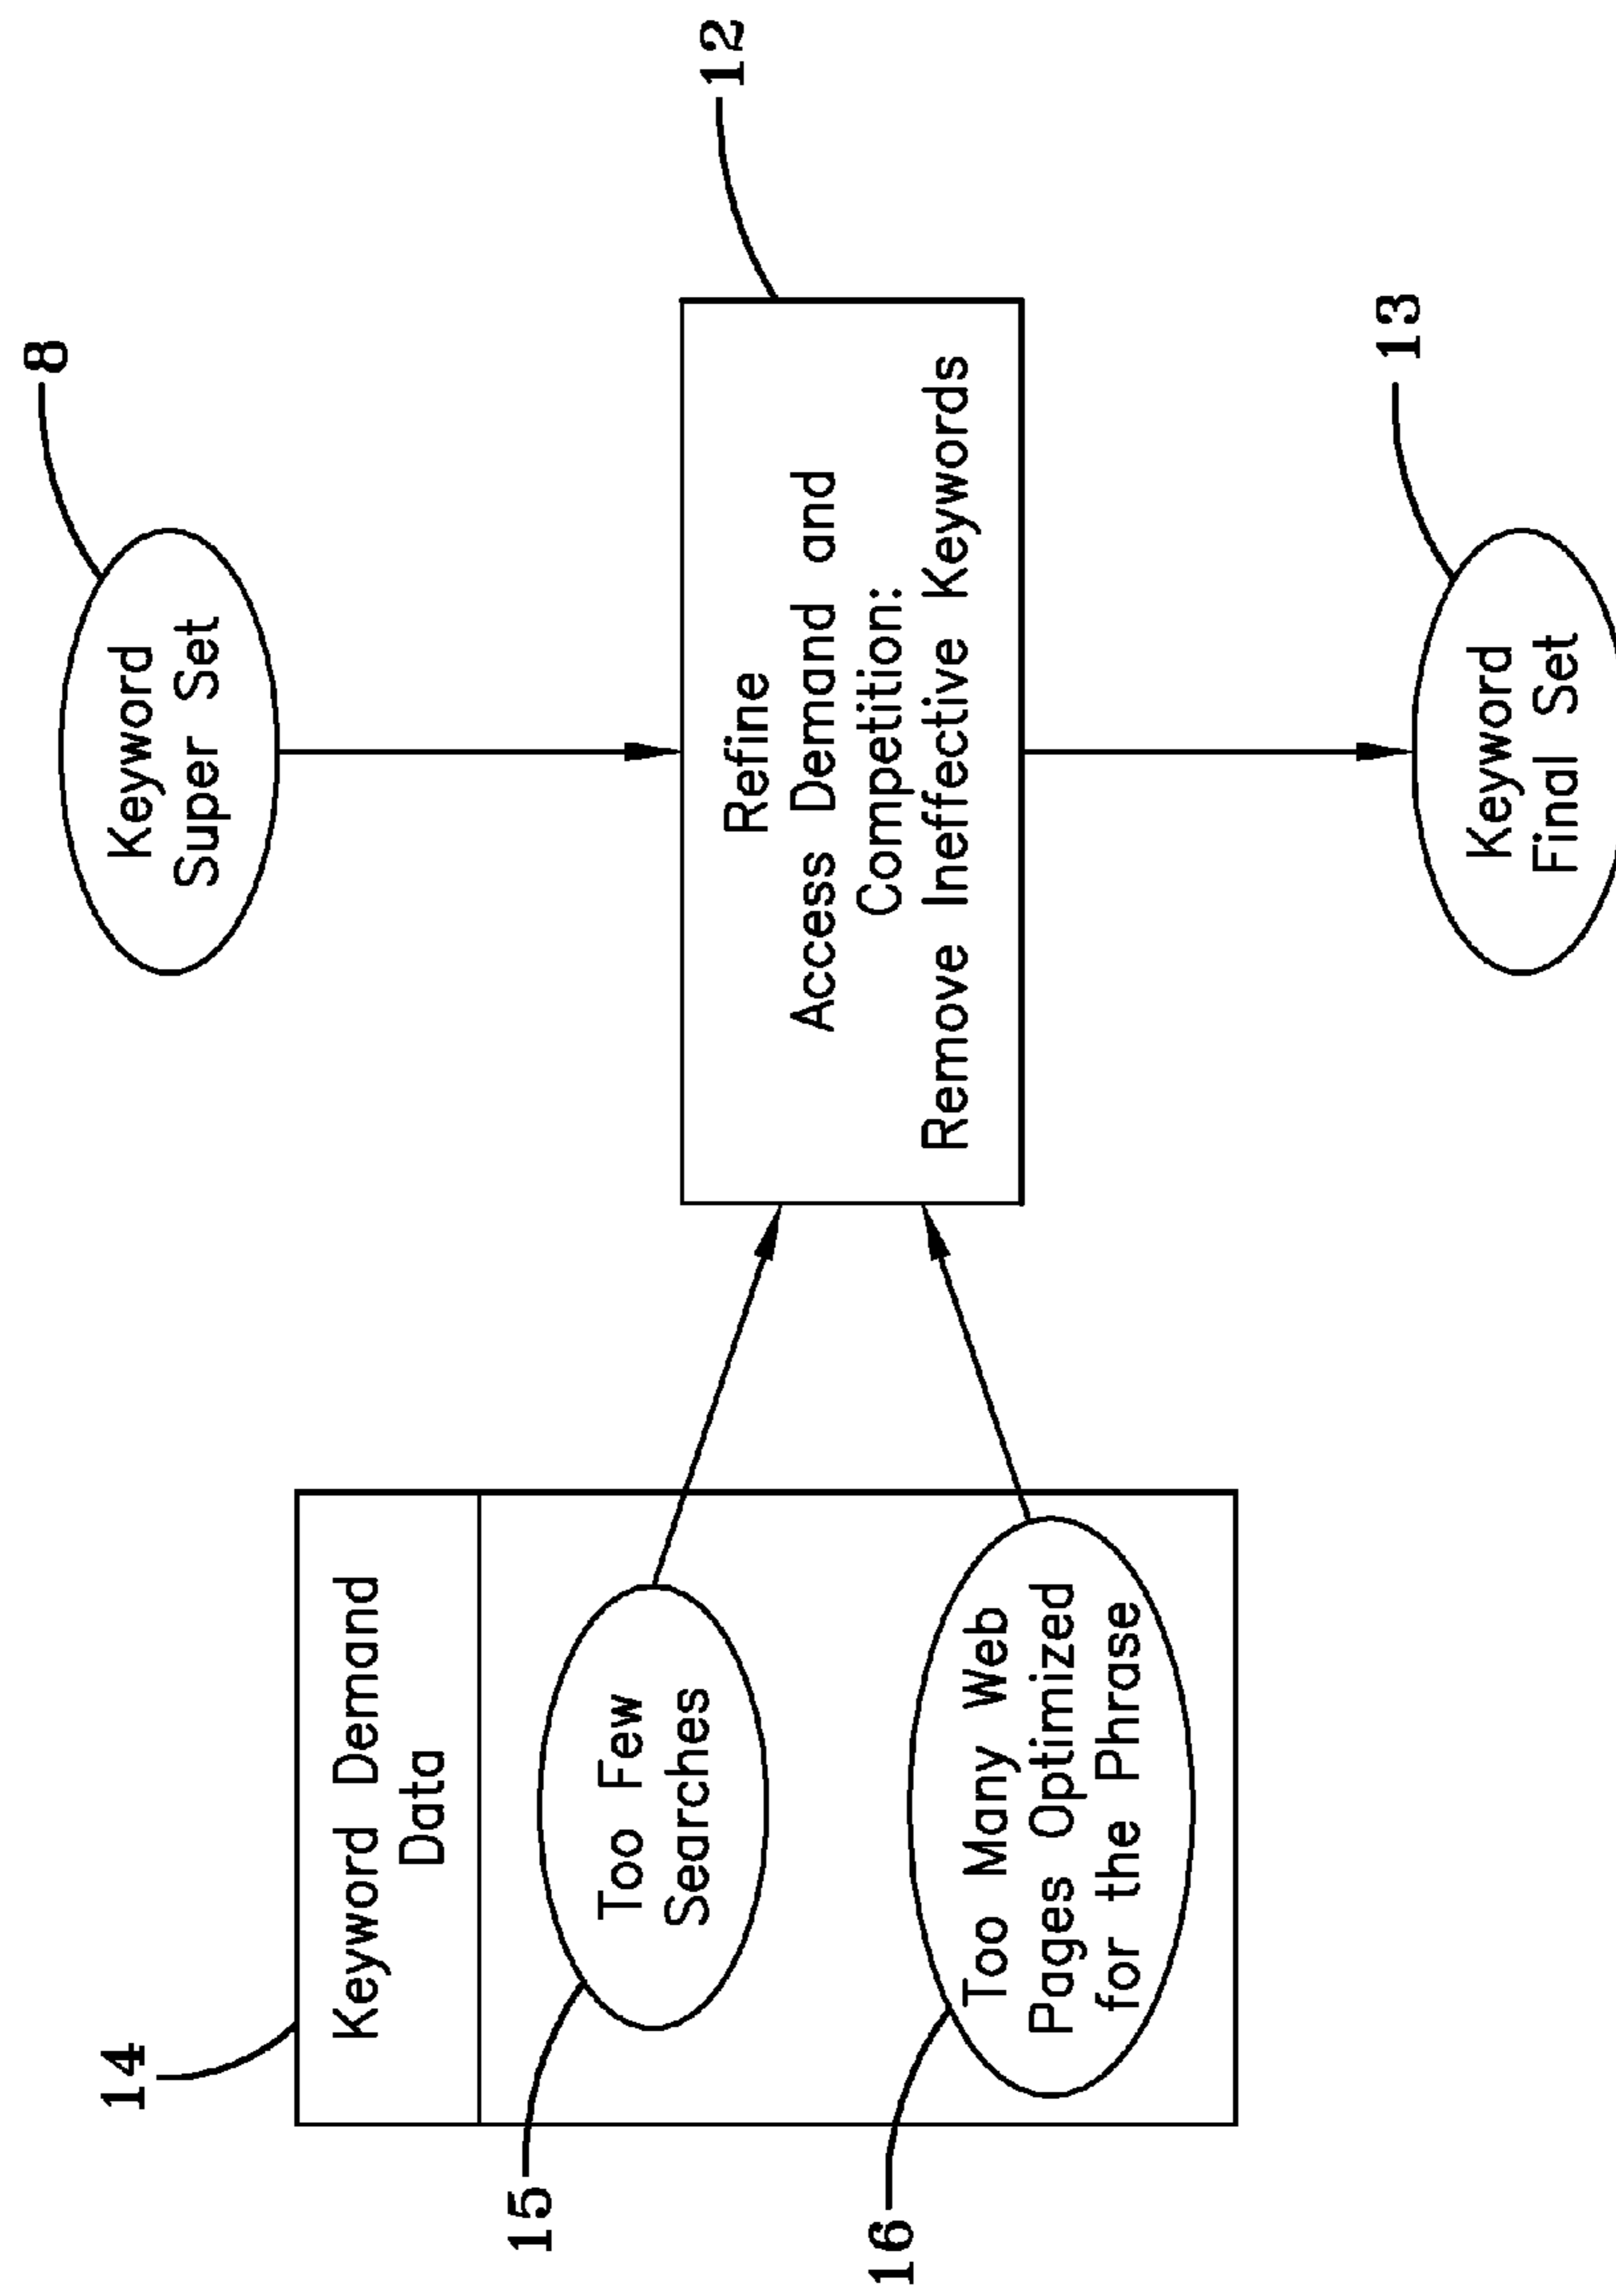 8
Keyword
Super Set
12
Refine
Access Demand and
Competition:
Remove Ineffective Keywords
13
Keyword
Final Set
14
Keyword Demand
Data
15
Too Few
Searches
16
Too Many Web
Pages Optimized
for the Phrase